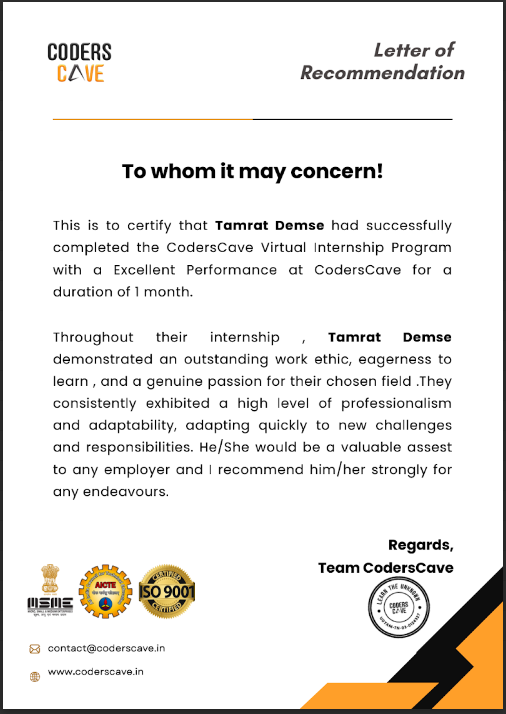 CODERS
CAVE
Letter of
Recommendation
To whom it may concern!
This is to certify that Tamrat Demse had successfully
completed the CodersCave Virtual Internship Program
with a Excellent Performance at CodersCave for a
duration of 1 month.
Throughout their internship , Tamrat Demse
demonstrated an outstanding work ethic, eagerness to
learn , and a genuine passion for their chosen field .They
consistently exhibited a high level of professionalism
and adaptability, adapting quickly to new challenges
and responsibilities. He/She would be a valuable assest
to any employer and I recommend him/her strongly for
any endeavours.
Regards,
Team CodersCave
LEARN THE UNKNOWN
CODERS
CAVE
MSME
AICTE
CERTIFIED
ISO 9001
CERTIFIED
contact@coderscave.in
www.coderscave.in